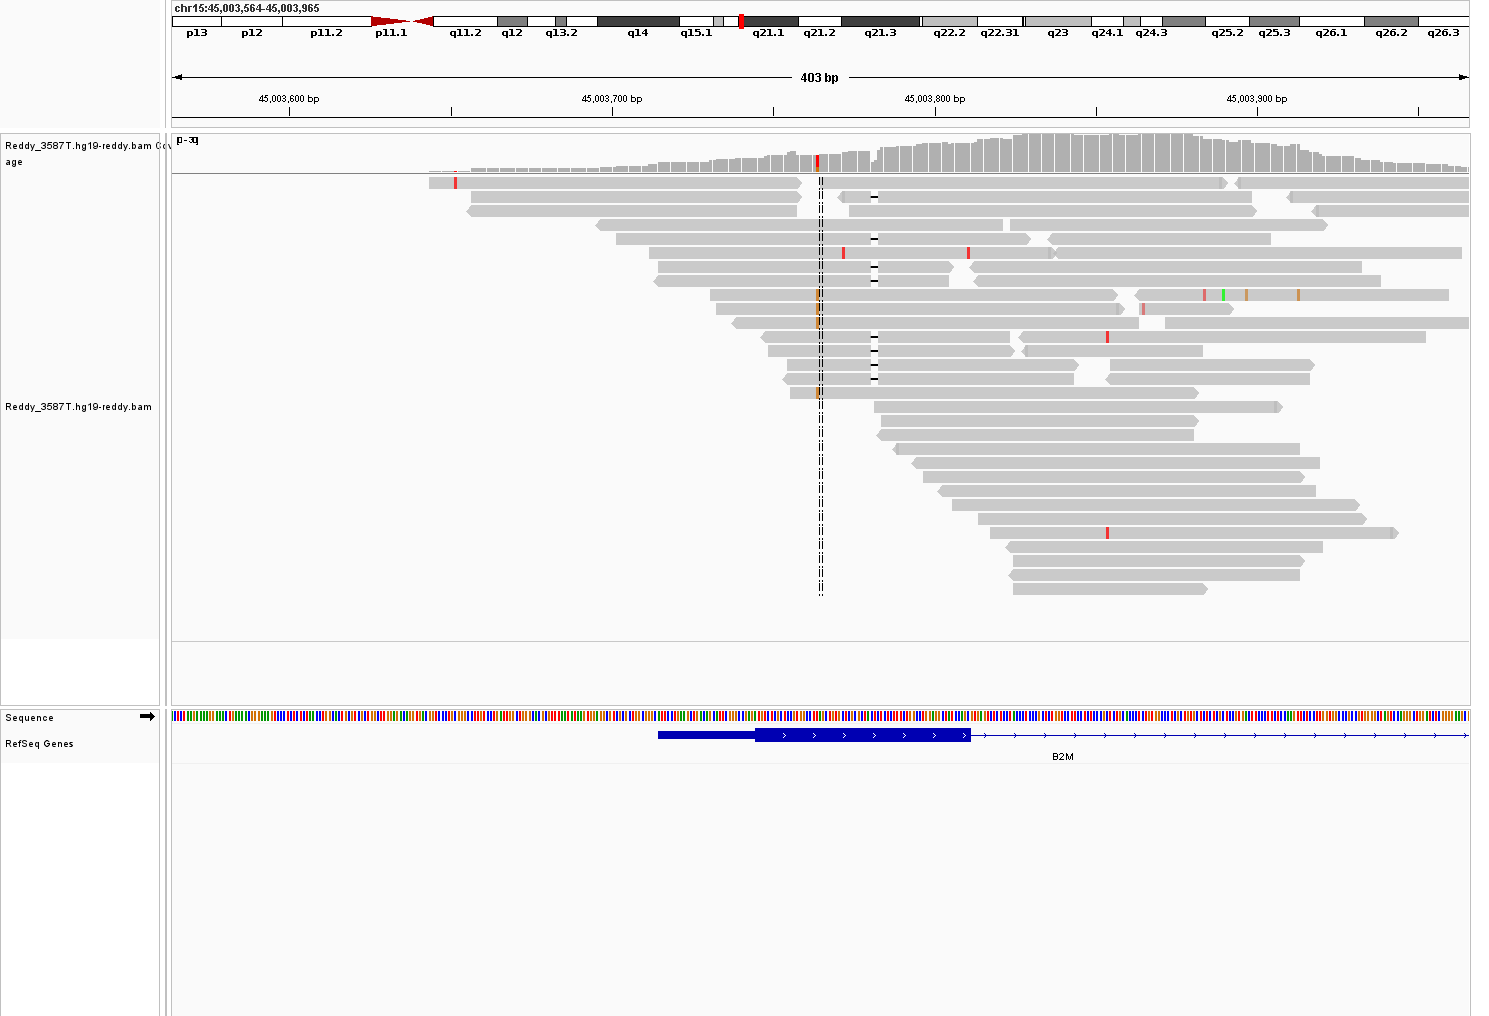 chr15:45,003,564-45,003,965
p13 p12 p11.2 p11.1 q11.2 q12 q13.2 q14 q15.1 q21.1 q21.2 q21.3 q22.2 q22.31 q23 q24.1 q24.3 q25.2 q25.3 q26.1 q26.2 q26.3
403 bp
45,003,600 bp 45,003,700 bp 45,003,800 bp 45,003,900 bp
Reddy_3587T.hg19-reddy.bam Cov
age
Reddy_3587T.hg19-reddy.bam
Sequence
RefSeq Genes
B2M